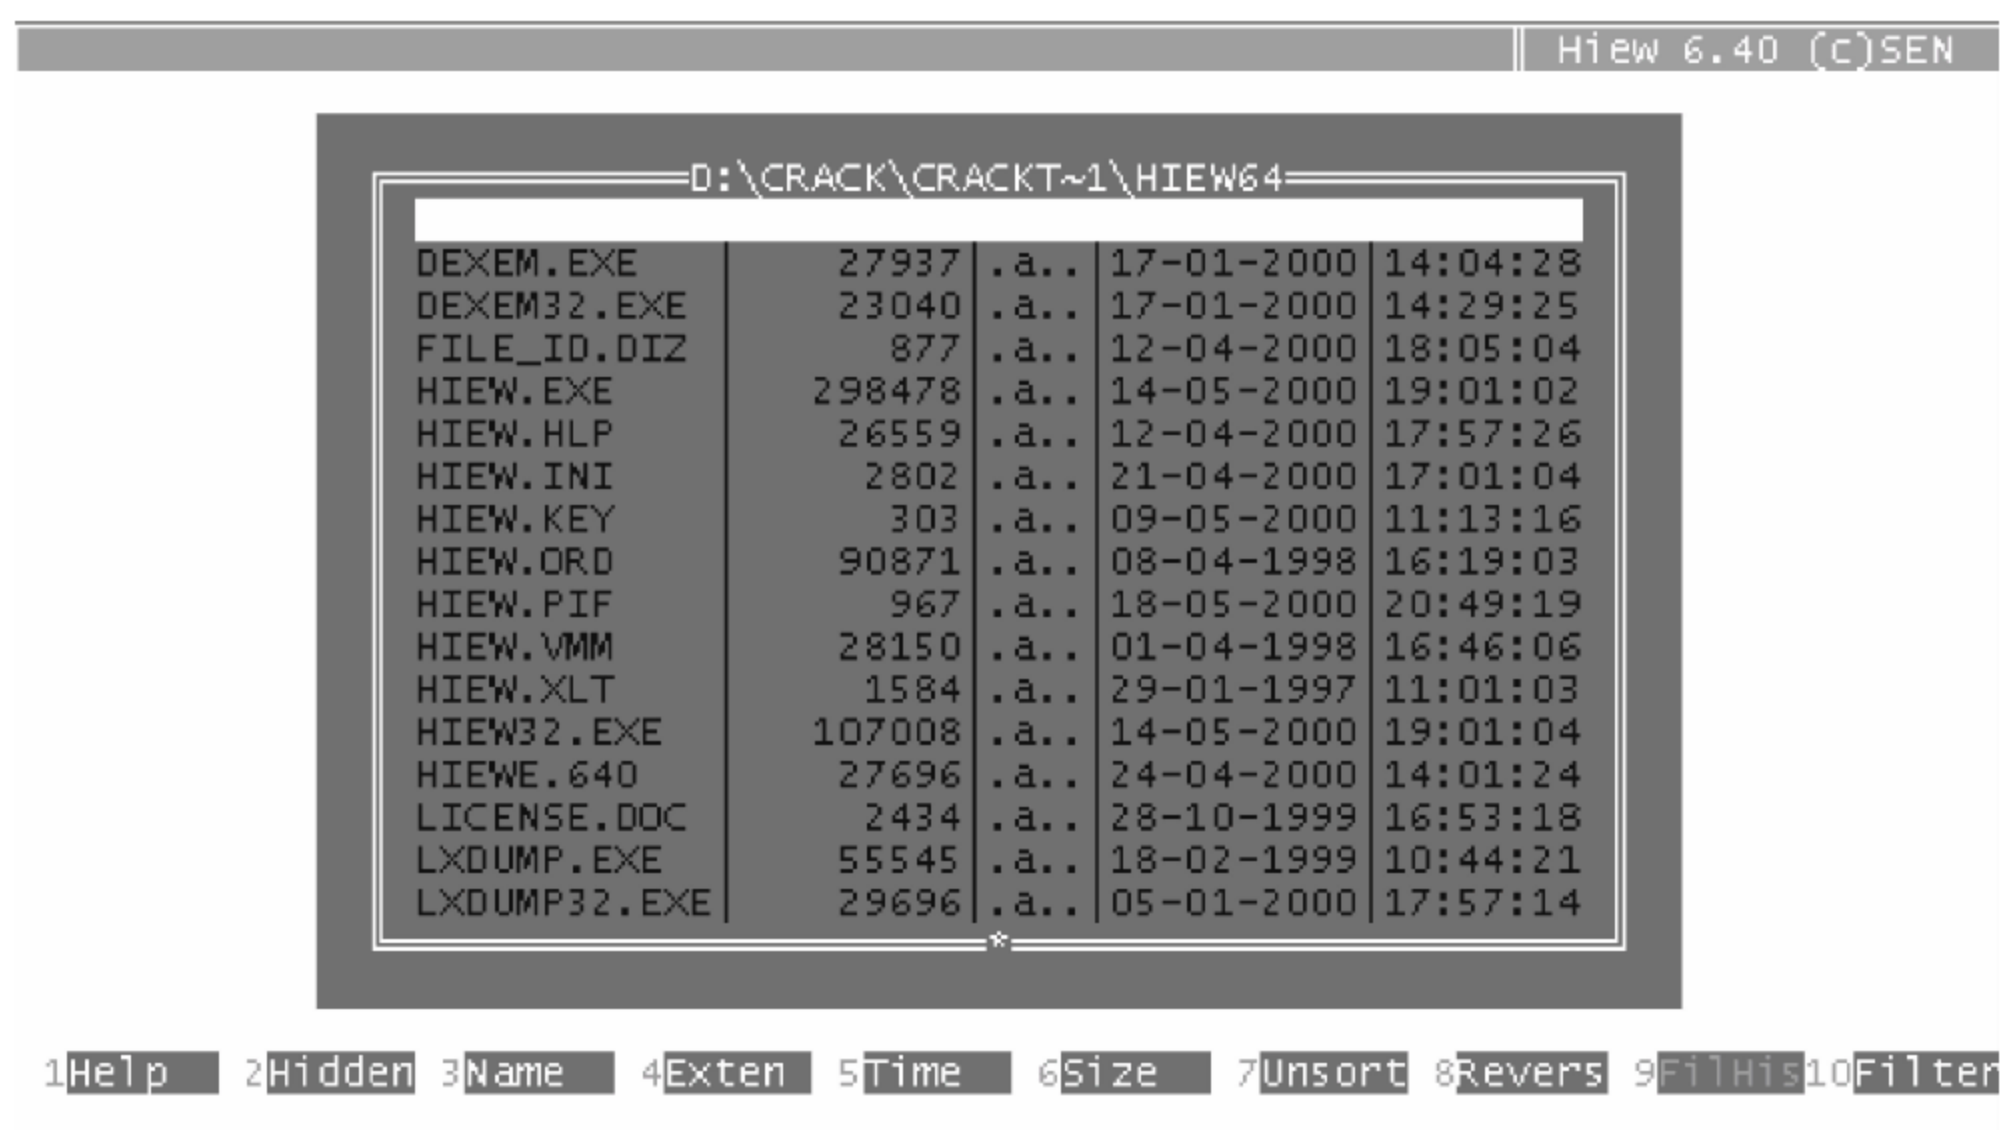 Hiew 6.40 (c)SEN
D:\CRACK\CRACKT~1\HIEW64
DEXEM.EXE 27937 .a.. 17-01-2000 14:04:28
DEXEM32.EXE 23040 .a.. 17-01-2000 14:29:25
FILE_ID.DIZ 877 .a.. 12-04-2000 18:05:04
HIEW.EXE 298478 .a.. 14-05-2000 19:01:02
HIEW.HLP 26559 .a.. 12-04-2000 17:57:26
HIEW.INI 2802 .a.. 21-04-2000 17:01:04
HIEW.KEY 303 .a.. 09-05-2000 11:13:16
HIEW.ORD 90871 .a.. 08-04-1998 16:19:03
HIEW.PIF 967 .a.. 18-05-2000 20:49:19
HIEW.VMM 28150 .a.. 01-04-1998 16:46:06
HIEW.XLT 1584 .a.. 29-01-1997 11:01:03
HIEW32.EXE 107008 .a.. 14-05-2000 19:01:04
HIEWE.640 27696 .a.. 24-04-2000 14:01:24
LICENSE.DOC 2434 .a.. 28-10-1999 16:53:18
LXDUMP.EXE 55545 .a.. 18-02-1999 10:44:21
LXDUMP32.EXE 29696 .a.. 05-01-2000 17:57:14
*
1Help 2Hidden 3Name 4Exten 5Time 6Size 7Unsort 8Revers 9FilHis 10Filter